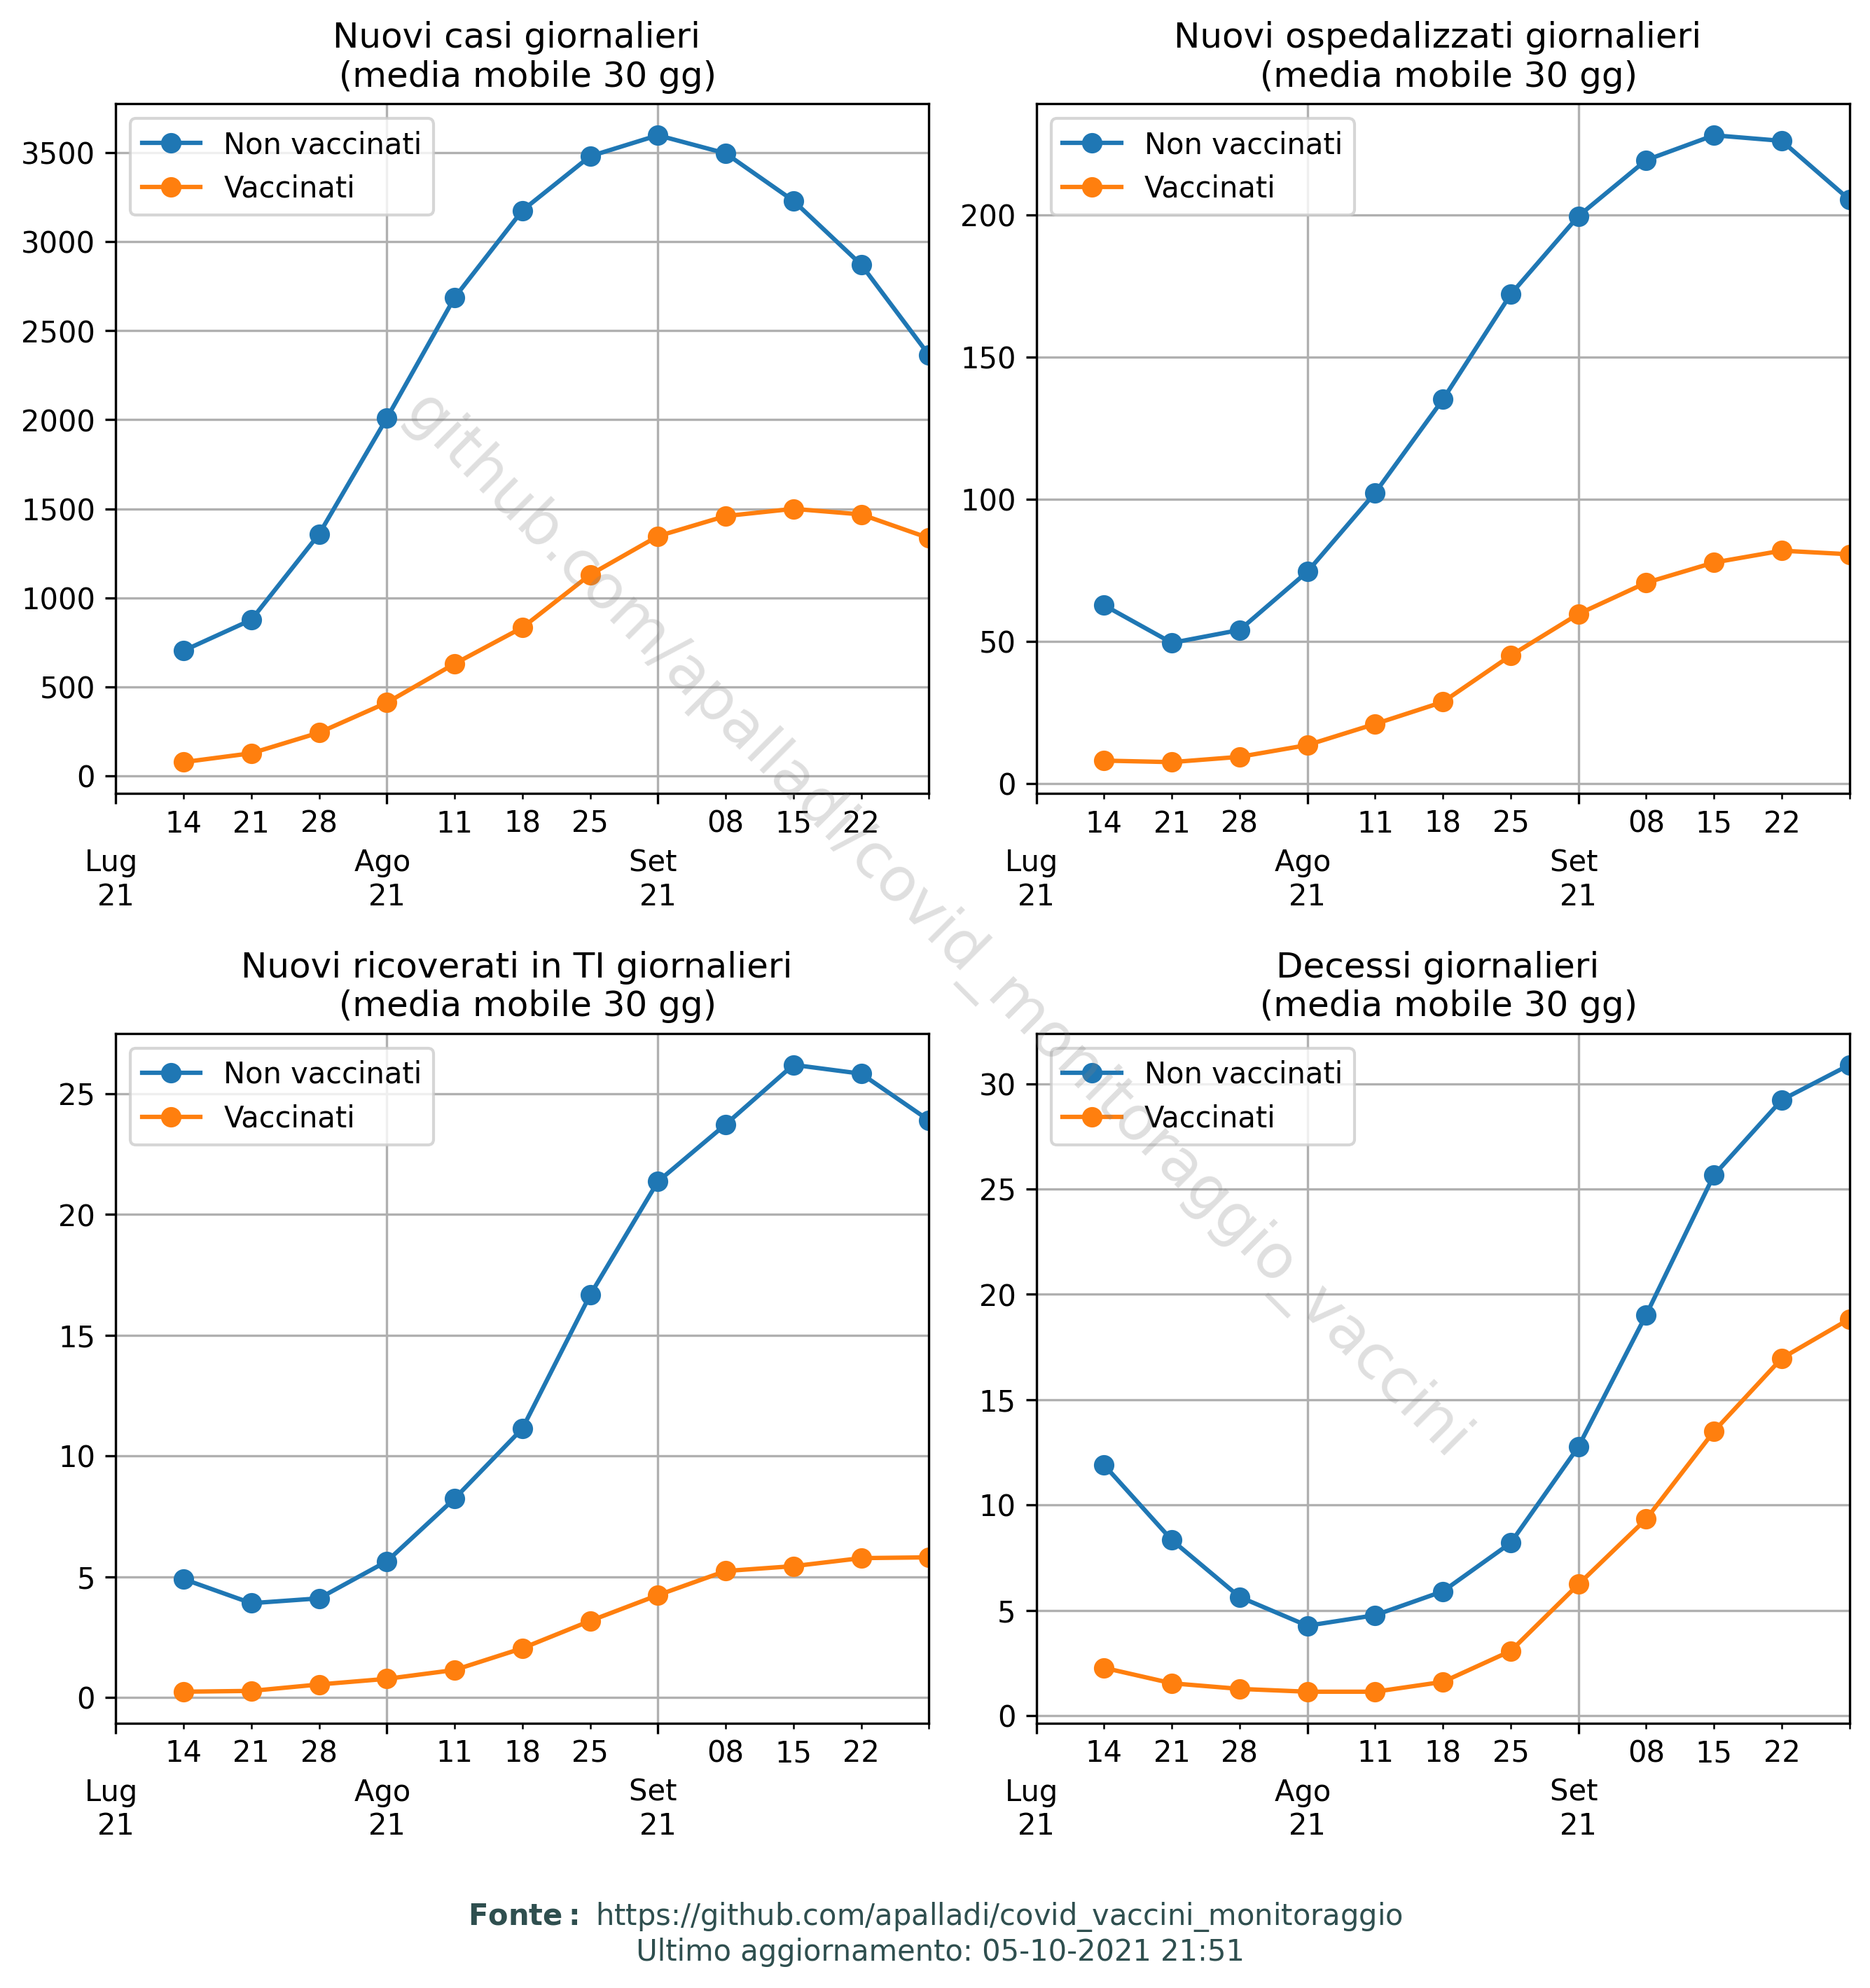 Nuovi casi giornalieri
(media mobile 30 gg)
Non vaccinati
Vaccinati
3500
3000
2500
2000
1500
1000
500
0
14 21 28 11 18 25 08 15 22
Lug Ago Set
21 21 21
Nuovi ospedalizzati giornalieri
(media mobile 30 gg)
Non vaccinati
Vaccinati
200
150
100
50
0
14 21 28 11 18 25 08 15 22
Lug Ago Set
21 21 21
Nuovi ricoverati in TI giornalieri
(media mobile 30 gg)
Non vaccinati
Vaccinati
25
20
15
10
5
0
14 21 28 11 18 25 08 15 22
Lug Ago Set
21 21 21
Decessi giornalieri
(media mobile 30 gg)
Non vaccinati
Vaccinati
30
25
20
15
10
5
0
14 21 28 11 18 25 08 15 22
Lug Ago Set
21 21 21
github.com/apalladi/covid_monitoraggio_vaccini
Fonte: https://github.com/apalladi/covid_vaccini_monitoraggio
Ultimo aggiornamento: 05-10-2021 21:51